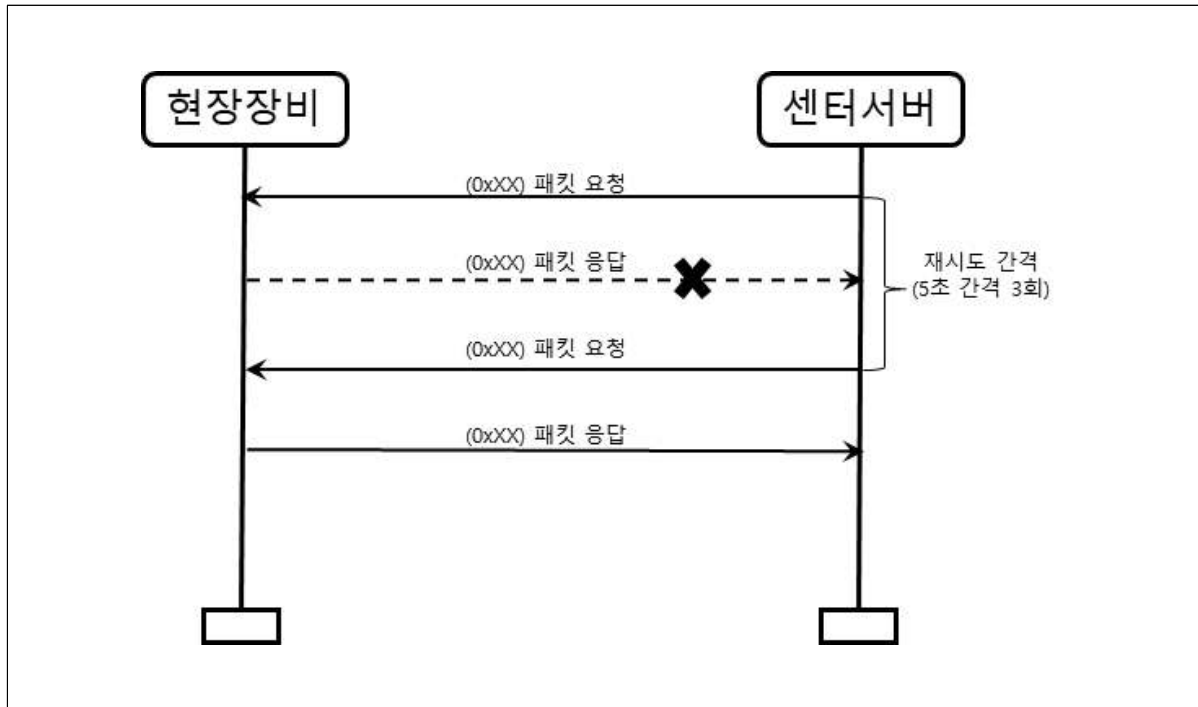 현장장비
센터서버
(0xXX) 패킷 요청
(0xXX) 패킷 응답
재시도 간격
(5초 간격 3회)
(0xXX) 패킷 요청
(0xXX) 패킷 응답